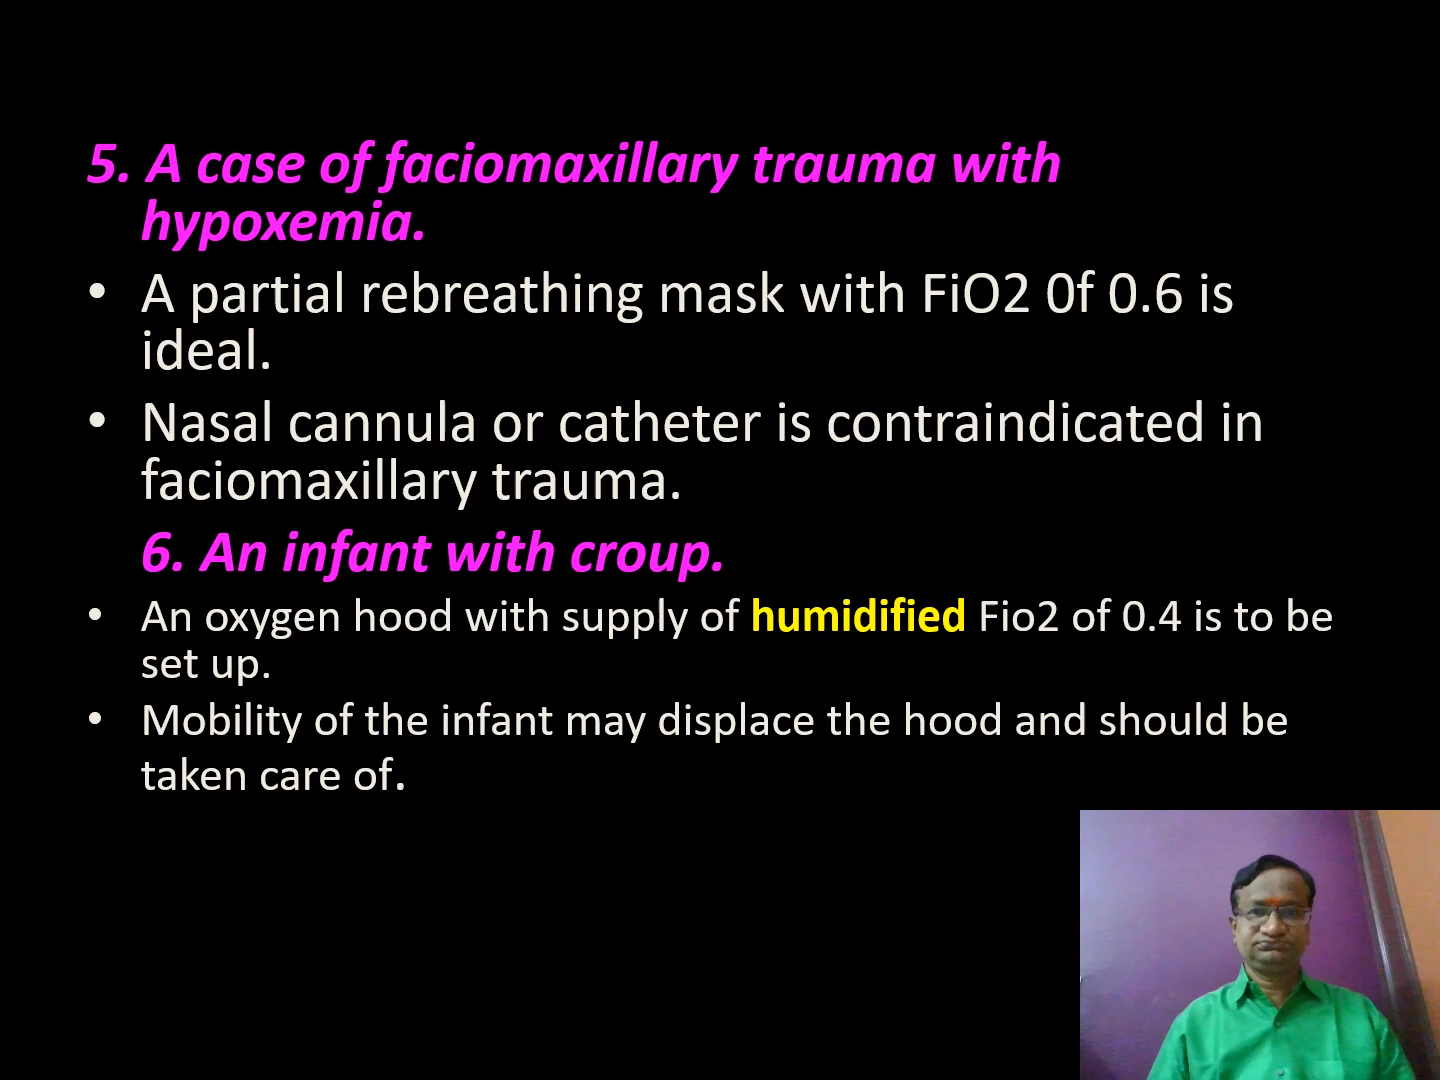 5. A case of faciomaxillary trauma with
hypoxemia.
• A partial rebreathing mask with FiO2 0f 0.6 is
ideal.
• Nasal cannula or catheter is contraindicated in
faciomaxillary trauma.
6. An infant with croup.
• An oxygen hood with supply of humidified Fio2 of 0.4 is to be
set up.
• Mobility of the infant may displace the hood and should be
taken care of.